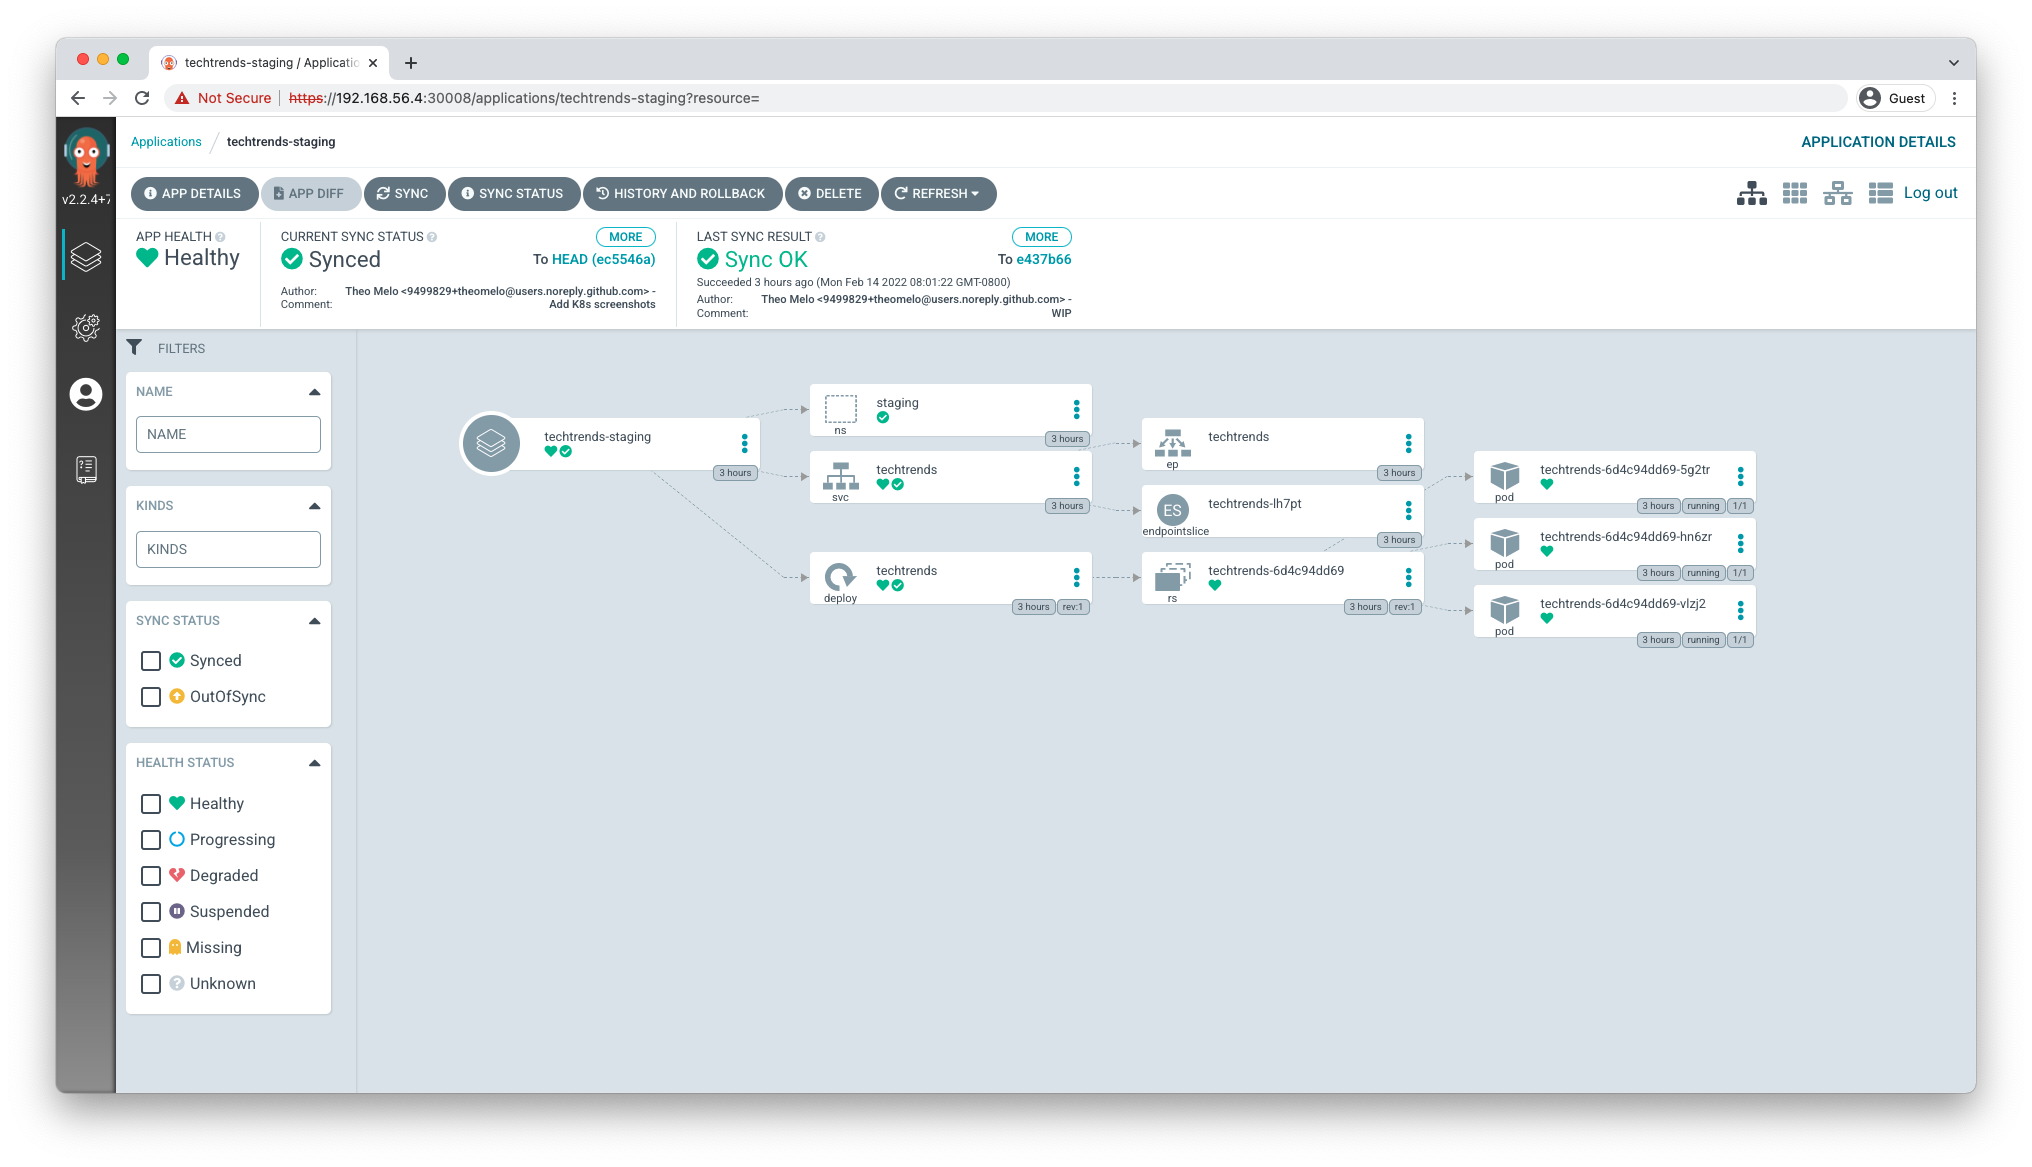 techtrends-staging / Applicatio
Not Secure https://192.168.56.4:30008/applications/techtrends-staging?resource=
Guest
v2.2.4+7
Applications / techtrends-staging
APPLICATION DETAILS
APP DETAILS
APP DIFF
SYNC
SYNC STATUS
HISTORY AND ROLLBACK
DELETE
REFRESH
Log out
APP HEALTH
Healthy
CURRENT SYNC STATUS
MORE
Synced
To HEAD (ec5546a)
Author: Theo Melo <9499829+theomelo@users.noreply.github.com> -
Comment: Add K8s screenshots
LAST SYNC RESULT
MORE
Sync OK
To e437b66
Succeeded 3 hours ago (Mon Feb 14 2022 08:01:22 GMT-0800)
Author: Theo Melo <9499829+theomelo@users.noreply.github.com> -
Comment: WIP
FILTERS
NAME
NAME
KINDS
KINDS
SYNC STATUS
Synced
OutOfSync
HEALTH STATUS
Healthy
Progressing
Degraded
Suspended
Missing
Unknown
techtrends-staging
3 hours
staging
ns
3 hours
techtrends
svc
3 hours
techtrends
deploy
3 hours rev:1
techtrends
ep
3 hours
ES
techtrends-lh7pt
endpointslice
3 hours
techtrends-6d4c94dd69
rs
3 hours rev:1
techtrends-6d4c94dd69-5g2tr
pod
3 hours running 1/1
techtrends-6d4c94dd69-hn6zr
pod
3 hours running 1/1
techtrends-6d4c94dd69-vlzj2
pod
3 hours running 1/1